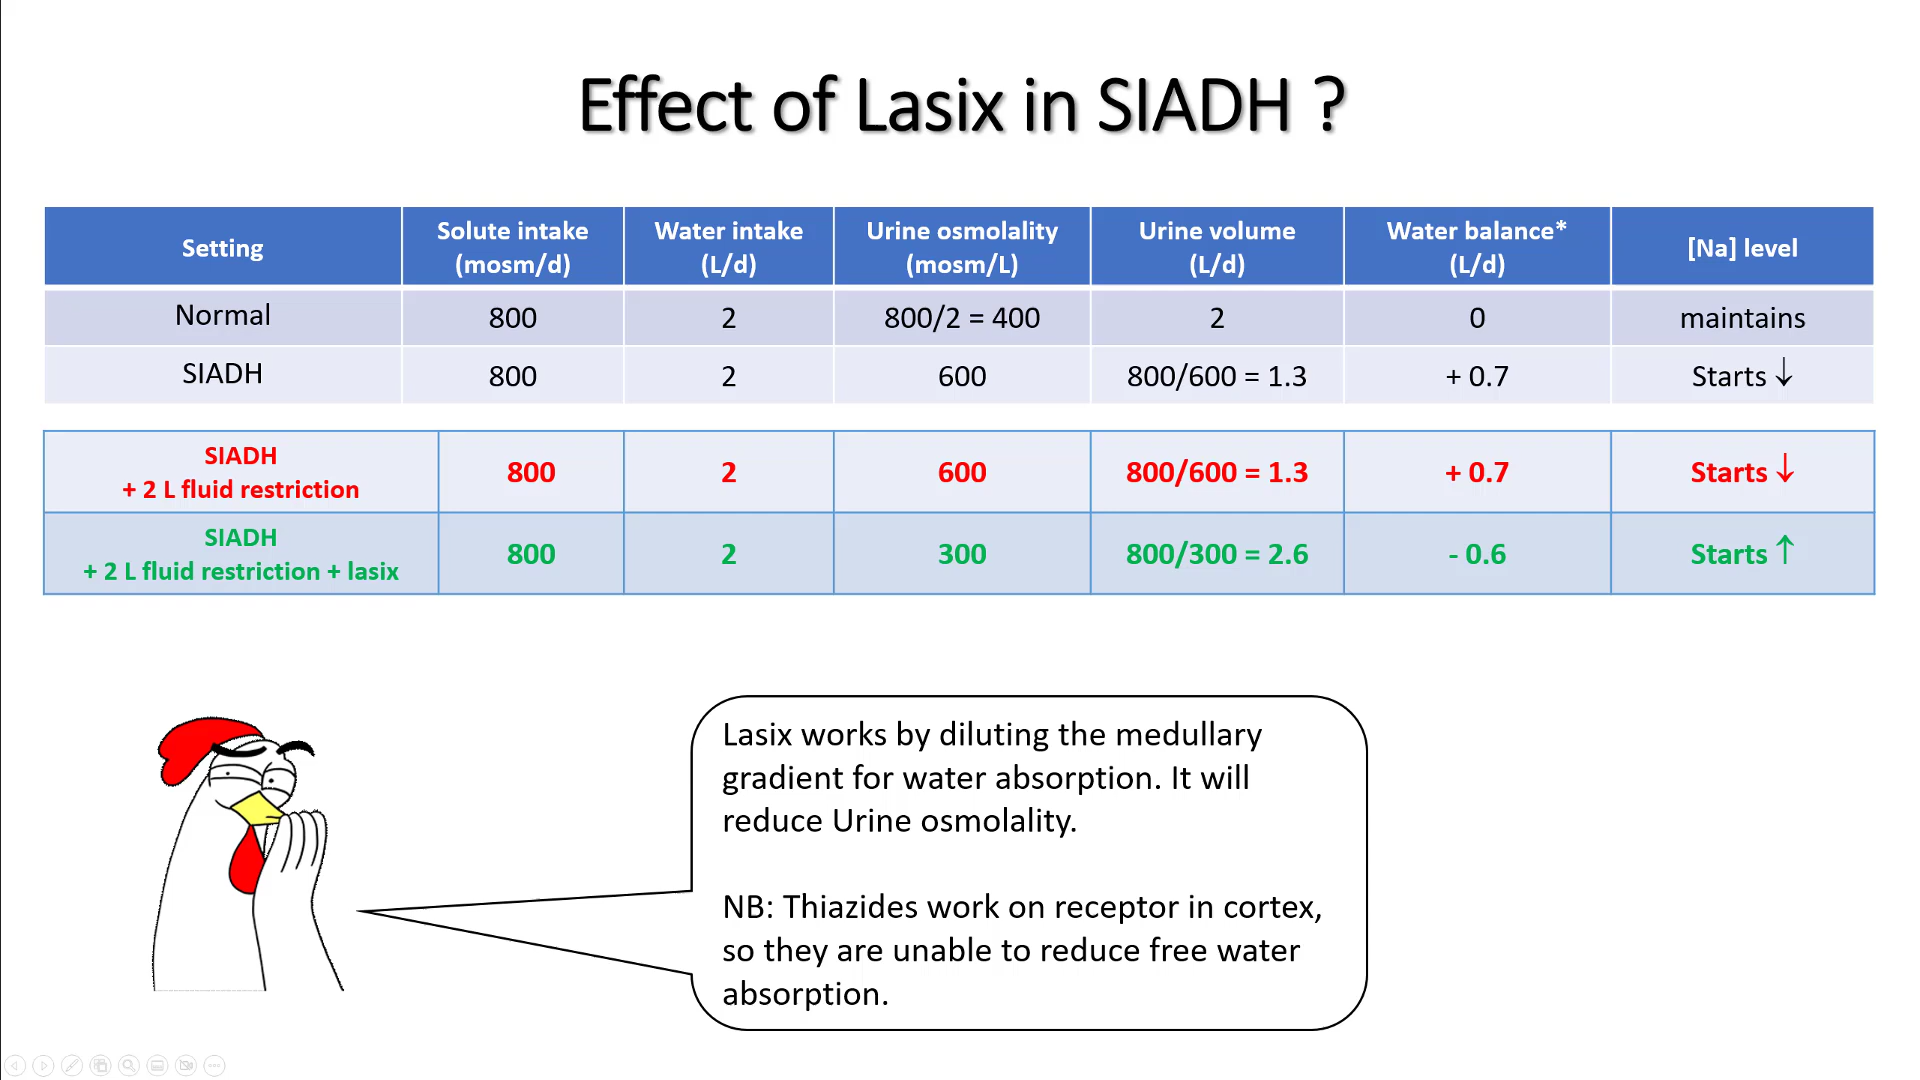 Effect of Lasix in SIADH ?
Setting
Solute intake
(mosm/d)
Water intake
(L/d)
Urine osmolality
(mosm/L)
Urine volume
(L/d)
Water balance*
(L/d)
[Na] level
Normal
800
2
800/2 = 400
2
0
maintains
SIADH
800
2
600
800/600 = 1.3
+ 0.7
Starts ↓
SIADH
+ 2 L fluid restriction
800
2
600
800/600 = 1.3
+ 0.7
Starts ↓
SIADH
+ 2 L fluid restriction + lasix
800
2
300
800/300 = 2.6
- 0.6
Starts ↑
Lasix works by diluting the medullary
gradient for water absorption. It will
reduce Urine osmolality.
NB: Thiazides work on receptor in cortex,
so they are unable to reduce free water
absorption.